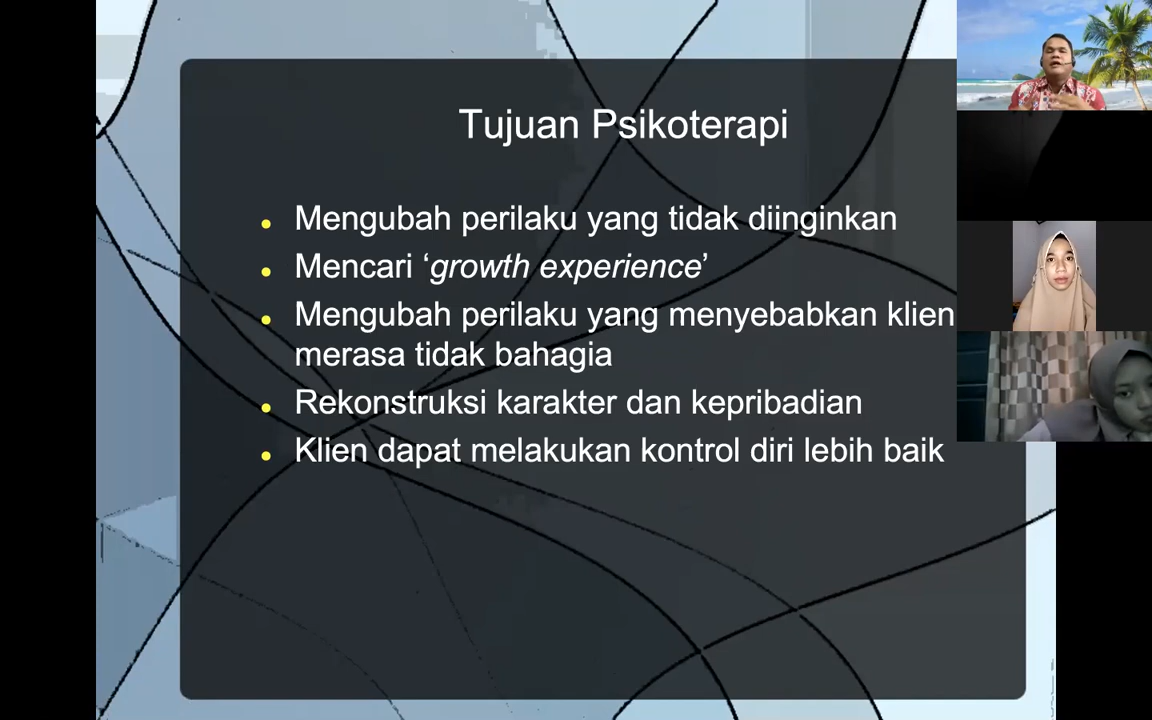 Tujuan Psikoterapi
Mengubah perilaku yang tidak diinginkan
Mencari ‘growth experience’
Mengubah perilaku yang menyebabkan klien
merasa tidak bahagia
Rekonstruksi karakter dan kepribadian
Klien dapat melakukan kontrol diri lebih baik